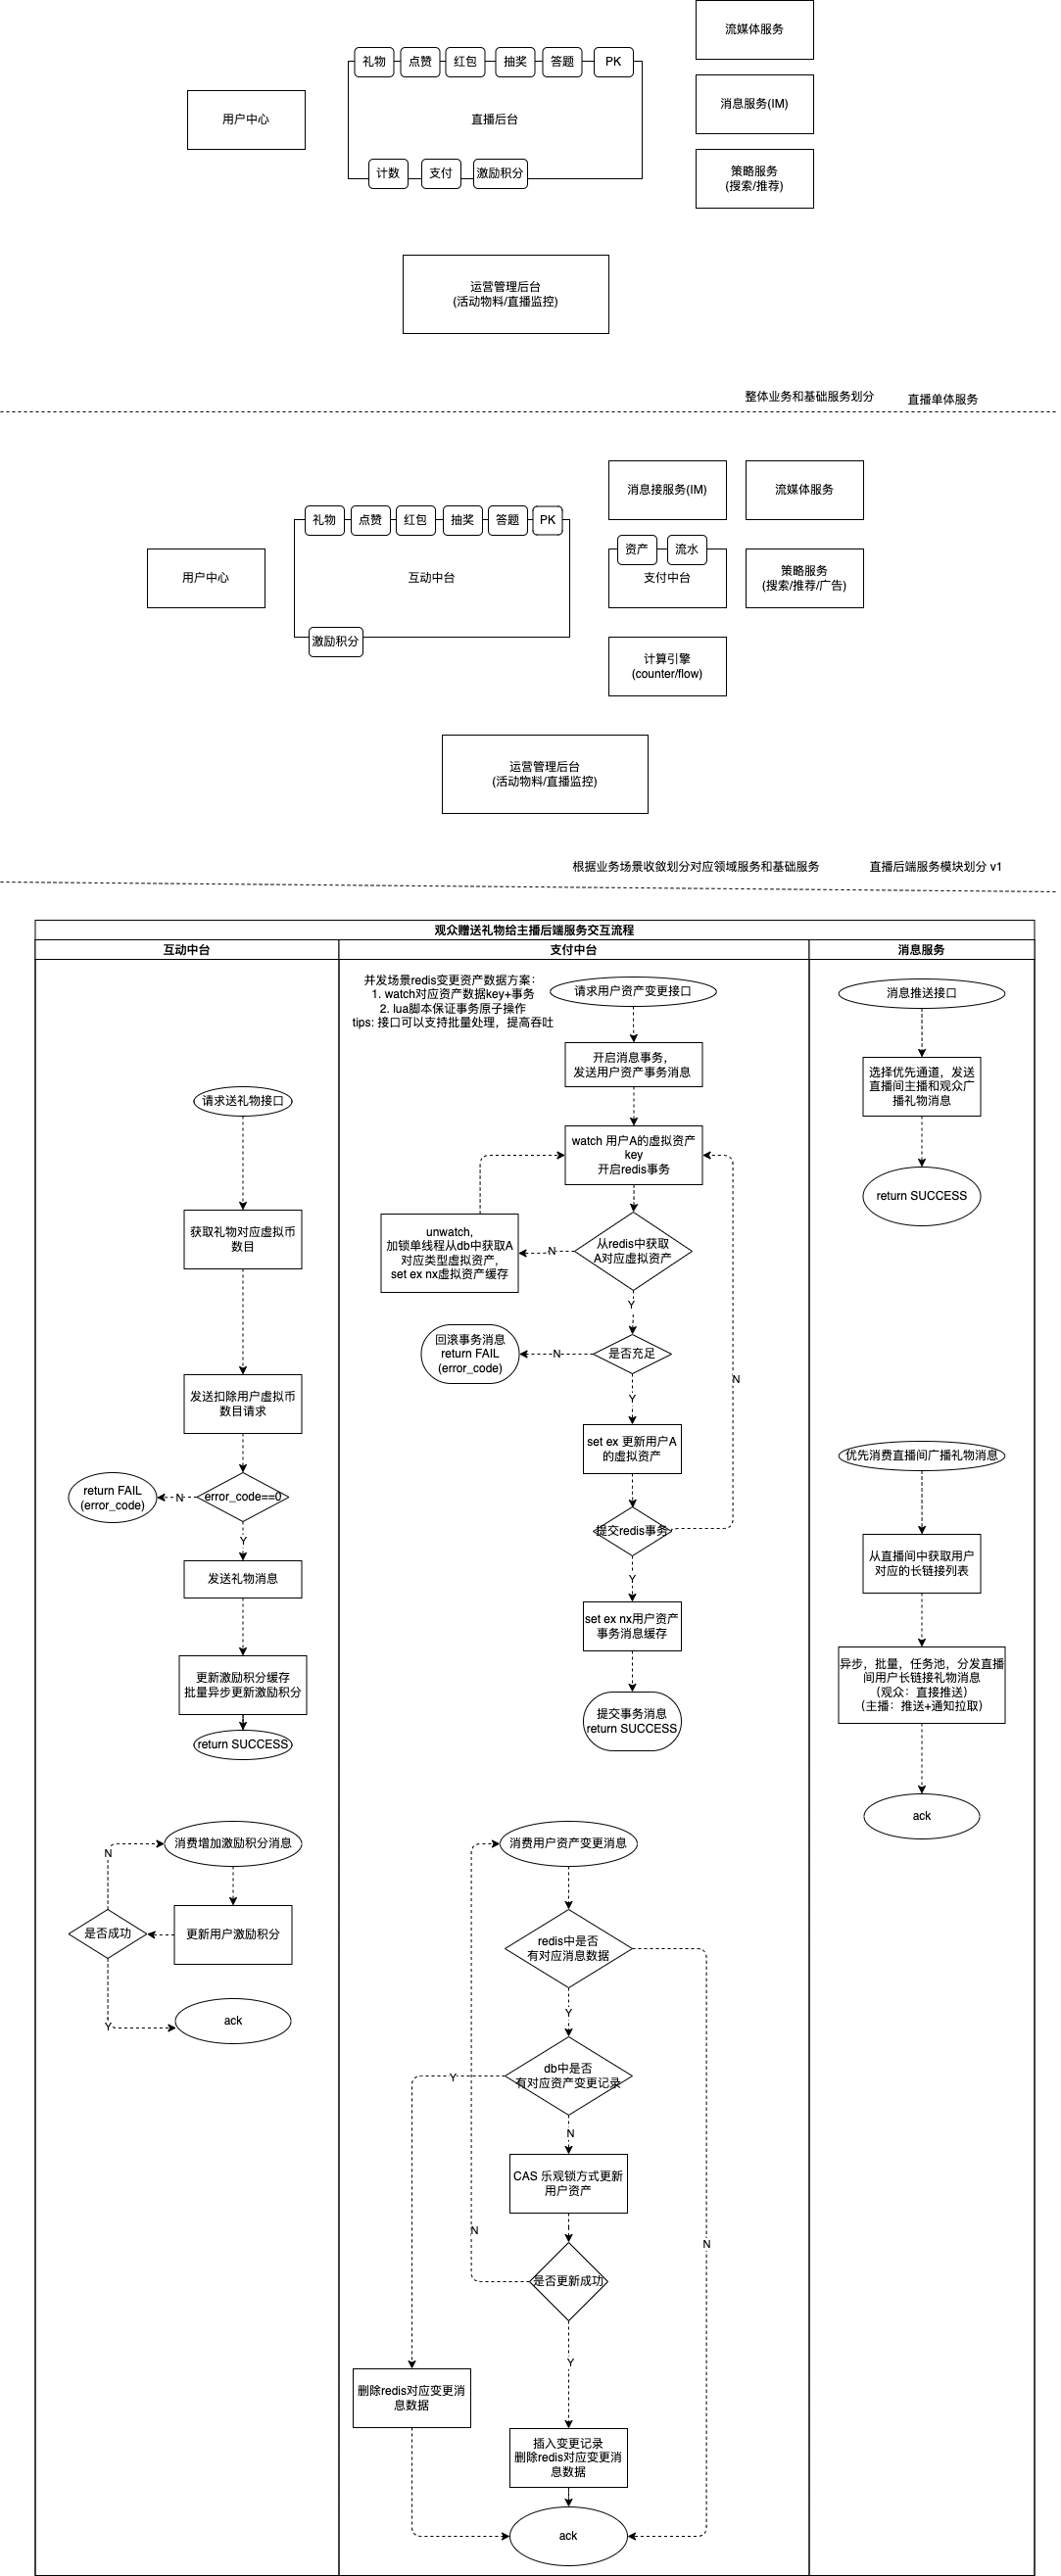 流媒体服务
礼物
点赞
红包
抽奖
答题
PK
消息服务(IM)
用户中心
直播后台
策略服务
(搜索/推荐)
计数
支付
激励积分
运营管理后台
(活动物料/直播监控)
整体业务和基础服务划分
直播单体服务
消息接服务(IM)
流媒体服务
礼物
点赞
红包
抽奖
答题
PK
资产
流水
用户中心
互动中台
支付中台
策略服务
(搜索/推荐/广告)
激励积分
计算引擎
(counter/flow)
运营管理后台
(活动物料/直播监控)
根据业务场景收敛划分对应领域服务和基础服务
直播后端服务模块划分 v1
观众赠送礼物给主播后端服务交互流程
互动中台
支付中台
消息服务
请求送礼物接口
获取礼物对应虚拟币
数目
发送扣除用户虚拟币
数目请求
error_code==0
N
return FAIL
(error_code)
Y
发送礼物消息
更新激励积分缓存
批量异步更新激励积分
return SUCCESS
消费增加激励积分消息
N
更新用户激励积分
是否成功
Y
ack
并发场景redis变更资产数据方案：
1. watch对应资产数据key+事务
2. lua脚本保证事务原子操作
tips: 接口可以支持批量处理，提高吞吐
请求用户资产变更接口
开启消息事务，
发送用户资产事务消息
watch 用户A的虚拟资产
key
开启redis事务
从redis中获取
A对应虚拟资产
N
unwatch,
加锁单线程从db中获取A
对应类型虚拟资产，
set ex nx虚拟资产缓存
Y
是否充足
N
回滚事务消息
return FAIL
(error_code)
N
Y
set ex 更新用户A
的虚拟资产
提交redis事务
Y
set ex nx用户资产
事务消息缓存
提交事务消息
return SUCCESS
消费用户资产变更消息
redis中是否
有对应消息数据
Y
db中是否
有对应资产变更记录
Y
N
CAS 乐观锁方式更新
用户资产
N
N
是否更新成功
Y
删除redis对应变更消
息数据
插入变更记录
删除redis对应变更消
息数据
ack
消息推送接口
选择优先通道，发送
直播间主播和观众广
播礼物消息
return SUCCESS
优先消费直播间广播礼物消息
从直播间中获取用户
对应的长链接列表
异步，批量，任务池，分发直播
间用户长链接礼物消息
（观众：直接推送）
（主播：推送+通知拉取）
ack